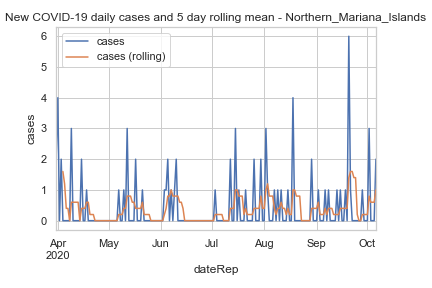 New COVID-19 daily cases and 5 day rolling mean - Northern_Mariana_Islands
cases
cases (rolling)
6
5
4
3
2
1
0
cases
Apr May Jun Jul Aug Sep Oct
2020
dateRep